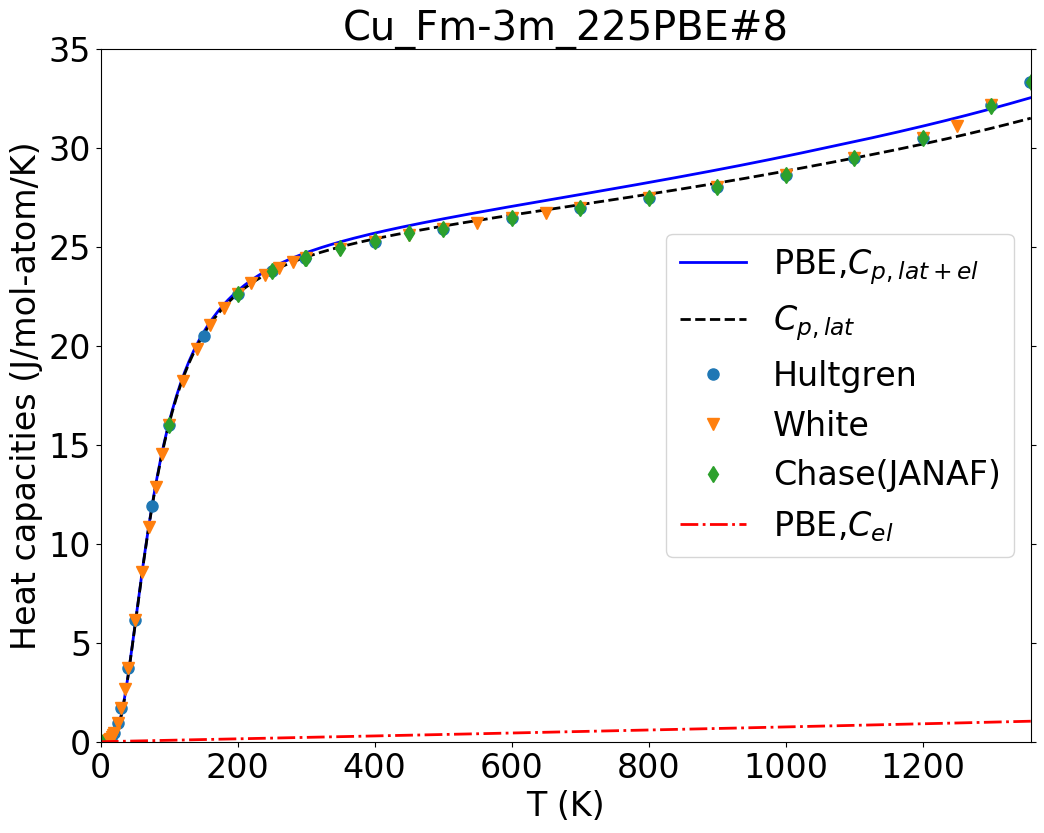 Cu_Fm-3m_225PBE#8
Heat capacities (J/mol-atom/K)
35
30
25
20
15
10
5
0
PBE,C_{p, lat+el}
C_{p, lat}
Hultgren
White
Chase(JANAF)
PBE,C_{el}
0 200 400 600 800 1000 1200
T (K)